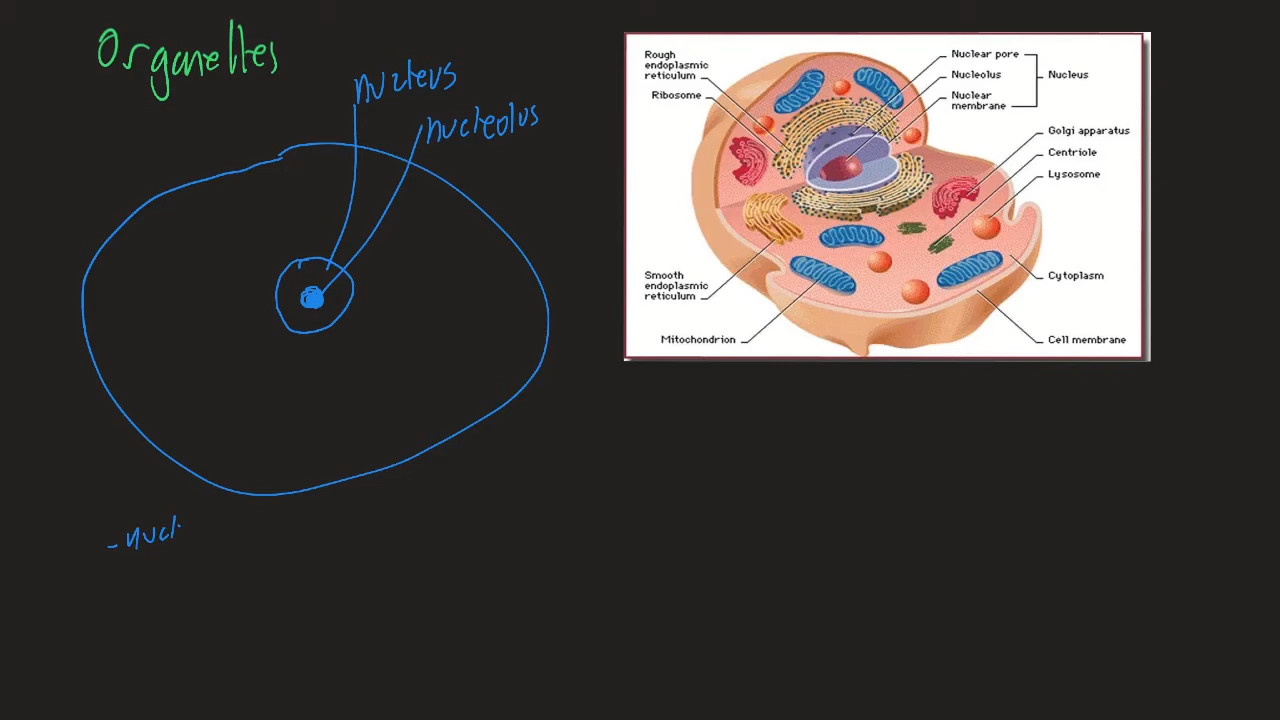 Organelles
nucleus
nucleolus
- nucl
Rough
endoplasmic
reticulum
Ribosome
Smooth
endoplasmic
reticulum
Mitochondrion
Nuclear pore
Nucleolus
Nuclear
membrane
Nucleus
Golgi apparatus
Centriole
Lysosome
Cytoplasm
Cell membrane